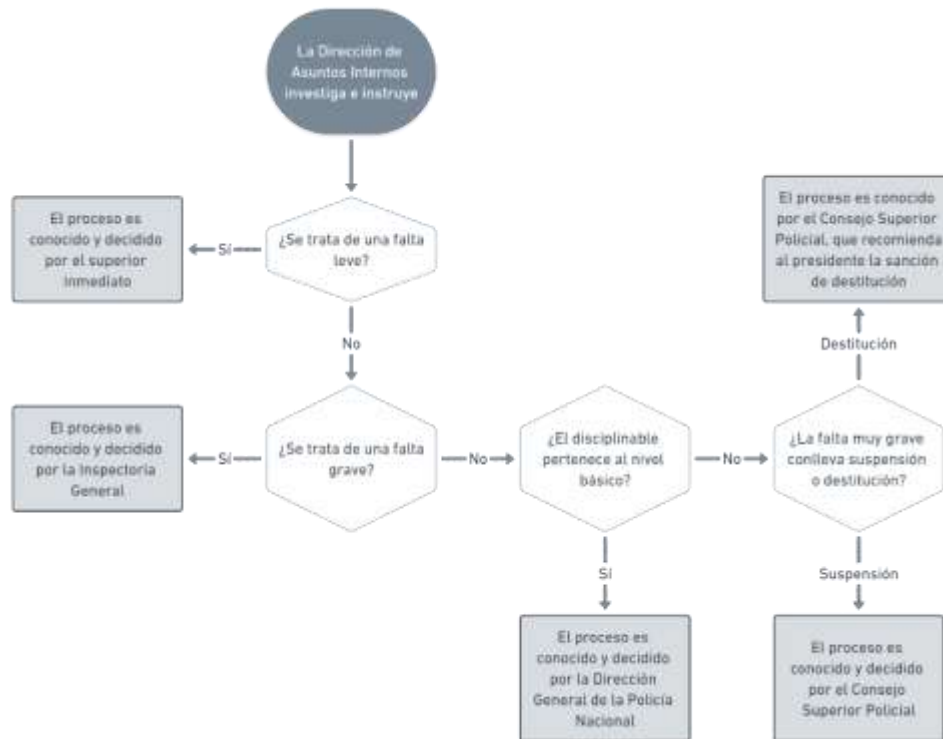 La Dirección de
Asuntos Internos
investiga e instruye
El proceso es
conocido y decidido
por el superior
inmediato
Sí
¿Se trata de una falta
leve?
El proceso es conocido
por el Consejo Superior
Policial, que recomienda
al presidente la sanción
de destitución
No
Destitución
El proceso es
conocido y decidido
por la Inspectoría
General
Sí
¿Se trata de una falta
grave?
No
¿El disciplinable
pertenece al nivel
básico?
No
¿La falta muy grave
conlleva suspensión
o destitución?
Sí
Suspensión
El proceso es
conocido y decidido
por la Dirección
General de la Policía
Nacional
El proceso es
conocido y decidido
por el Consejo
Superior Policial